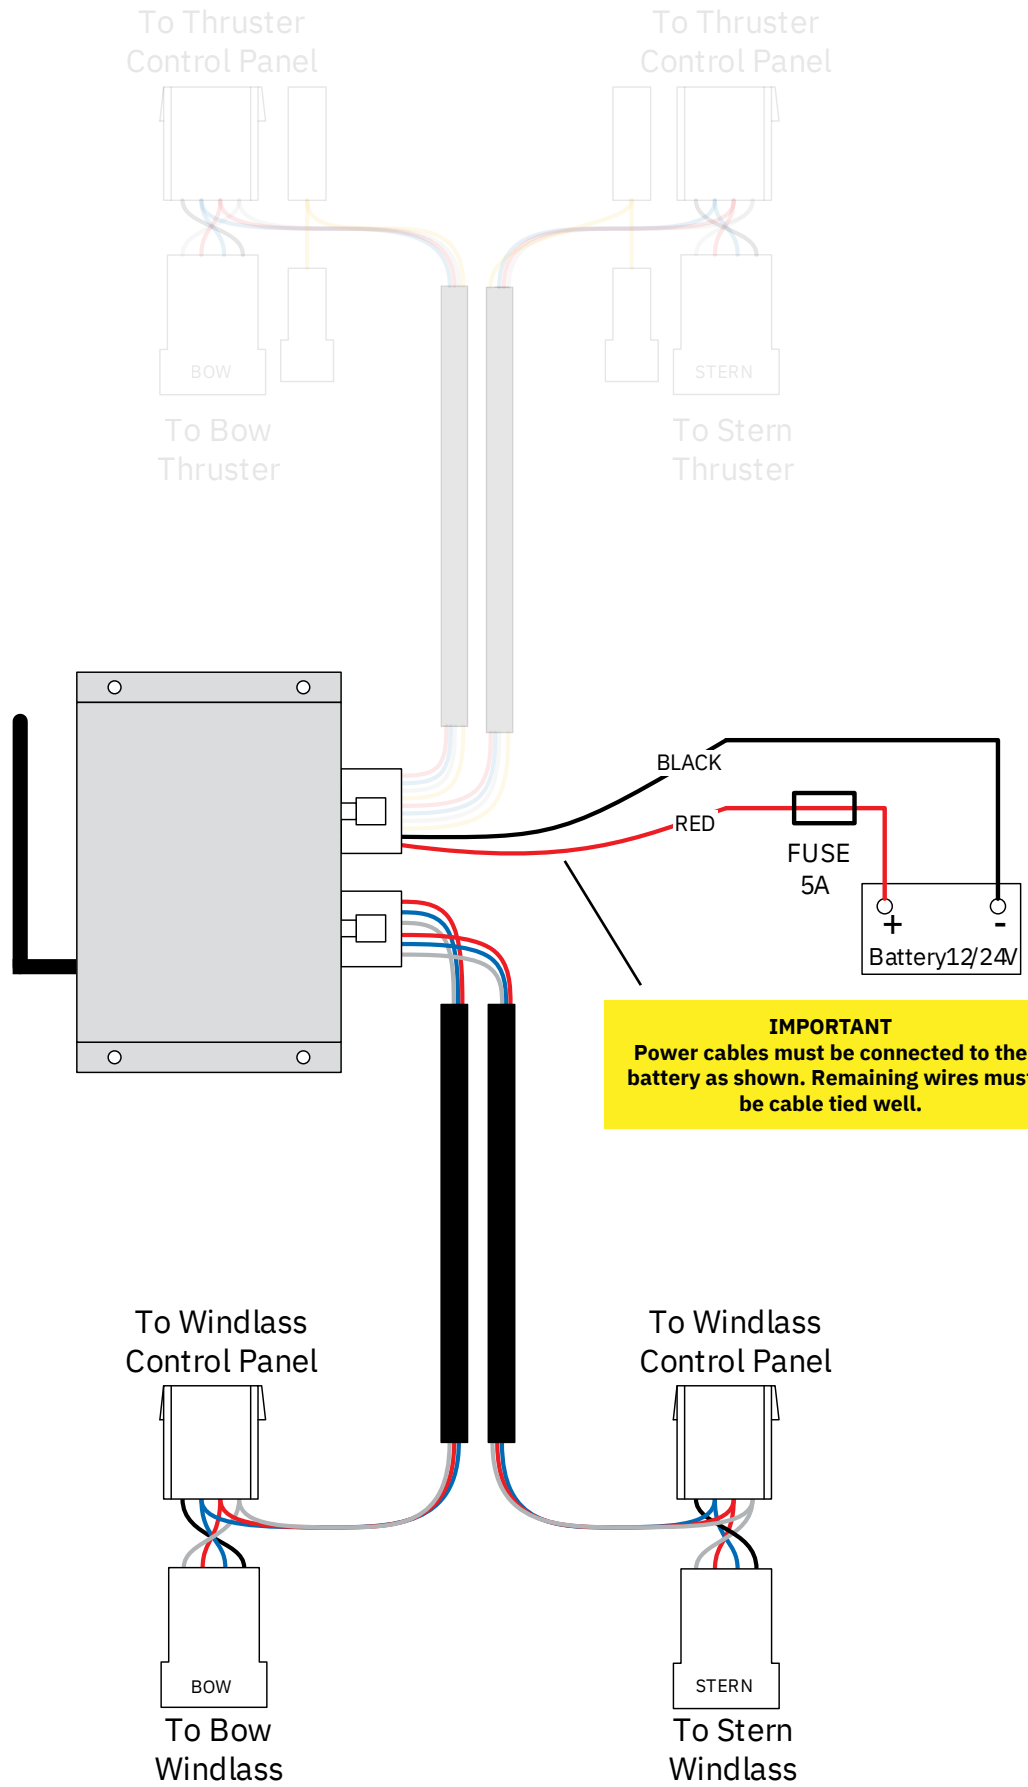 To Thruster
Control Panel
To Thruster
Control Panel
BOW
STERN
To Bow
Thruster
To Stern
Thruster
BLACK
RED
FUSE
5A
+
-
Battery12/24V
IMPORTANT
Power cables must be connected to the
battery as shown. Remaining wires must
be cable tied well.
To Windlass
Control Panel
To Windlass
Control Panel
BOW
STERN
To Bow
Windlass
To Stern
Windlass